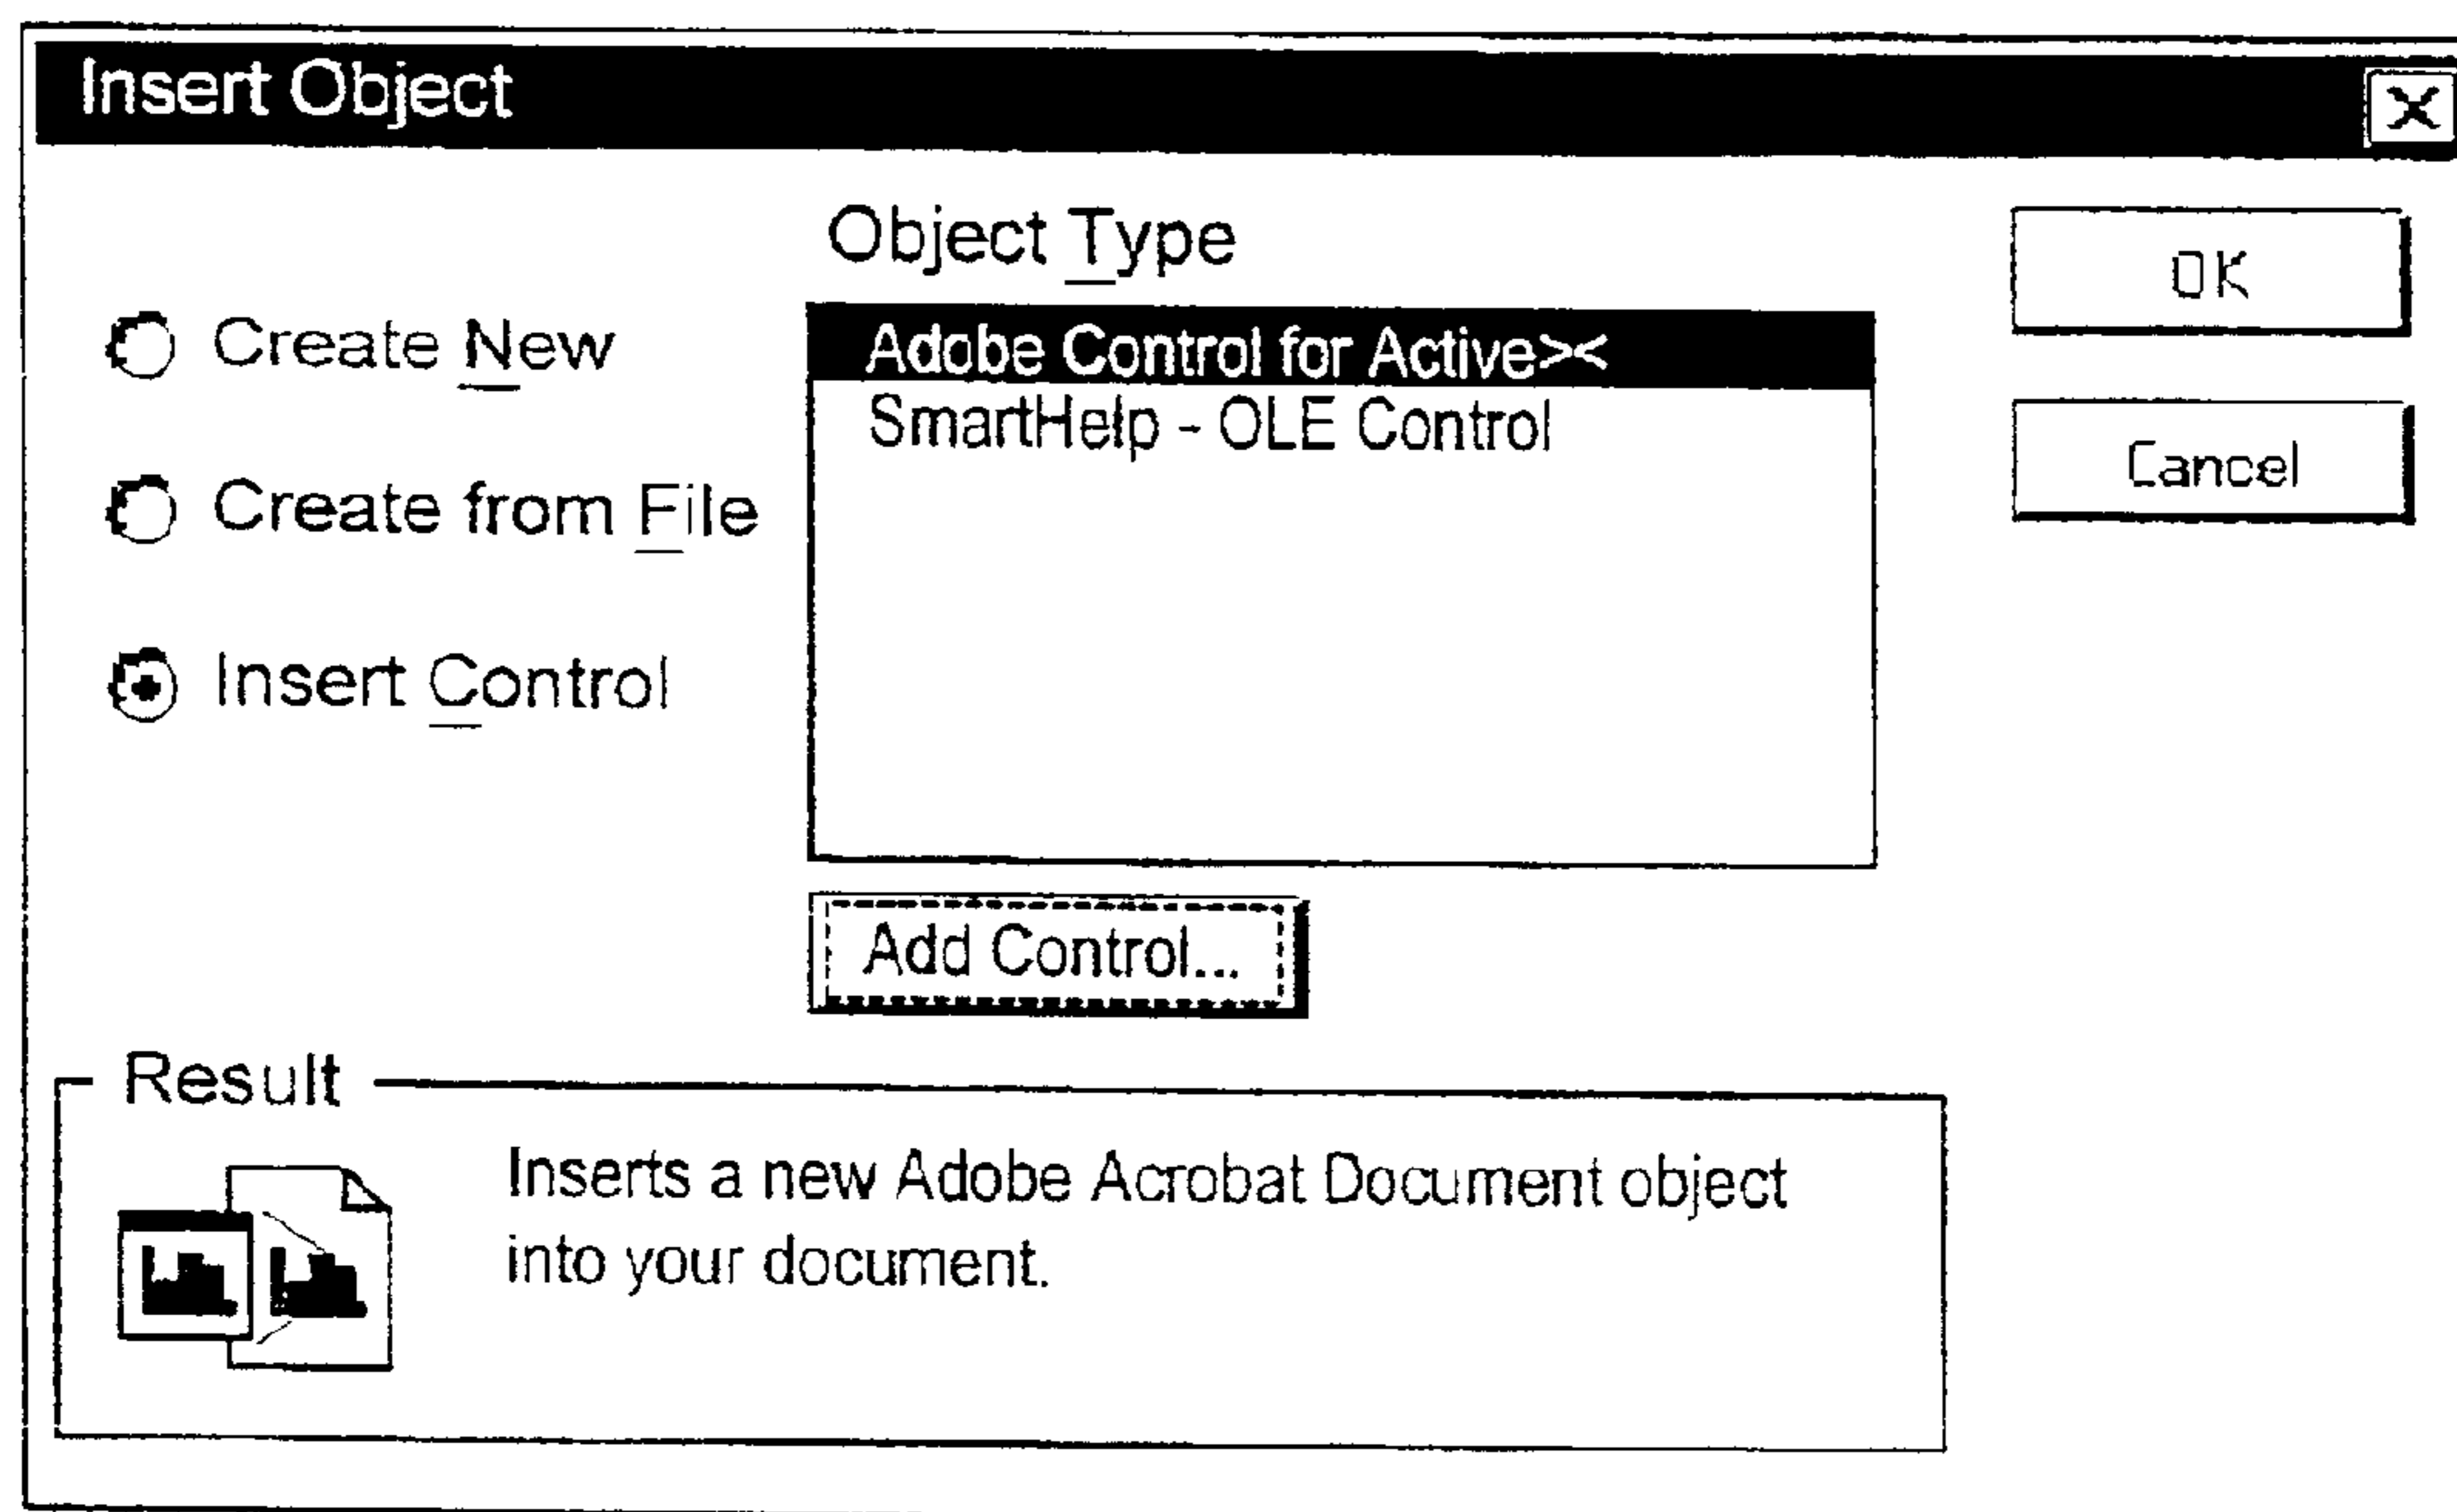 Insert Object
Object Type
OK
Create New
Adobe Control for Active><
SmartHelp - OLE Control
Cancel
Create from File
Insert Control
Add Control...
Result
Inserts a new Adobe Acrobat Document object
into your document.